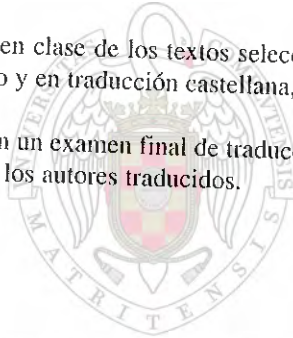 en clase de los textos selec
o y en traducción castellana,
n un examen final de traduc
los autores traducidos.